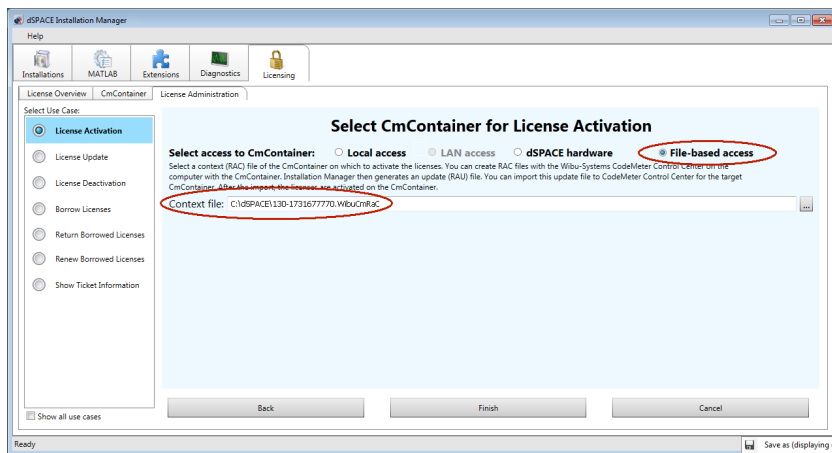 dSPACE Installation Manager
Help
Installations MATLAB Extensions Diagnostics Licensing
License Overview CmContainer License Administration
Select Use Case:
License Activation
License Update
License Deactivation
Borrow Licenses
Return Borrowed Licenses
Renew Borrowed Licenses
Show Ticket Information
Show all use cases
Select CmContainer for License Activation
Select access to CmContainer: Local access LAN access dSPACE hardware File-based access
Select a context (RAC) file of the CmContainer on which to activate the licenses. You can create RAC files with the Wibu-Systems CodeMeter Control Center on the
computer with the CmContainer. Installation Manager then generates an update (RAU) file. You can import this update file to CodeMeter Control Center for the target
CmContainer. After the import, the licenses are activated on the CmContainer.
Context file: C:\dSPACE\130-1731677770.WibuCmRaC ...
Back Finish Cancel
Ready
Save as (displaying